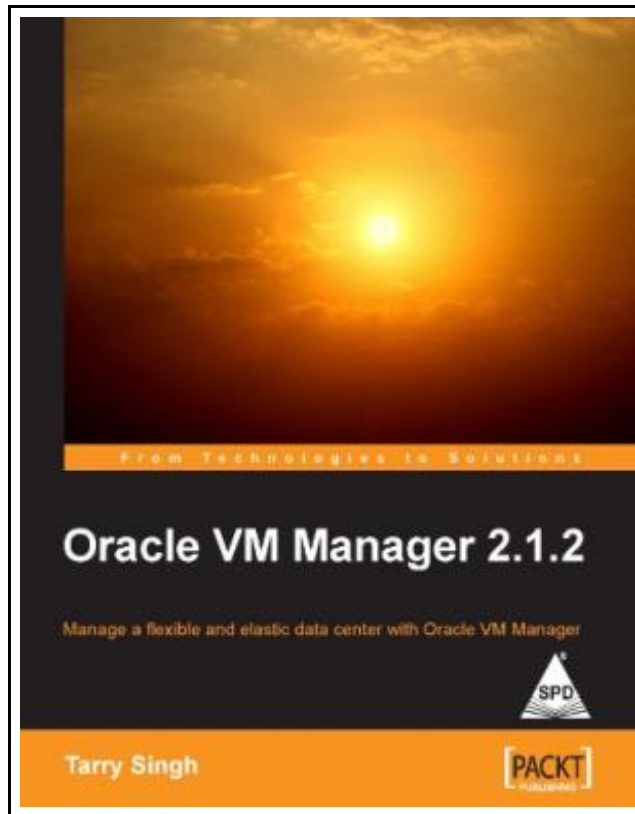 From Technologies to Solutions
Oracle VM Manager 2.1.2
Manage a flexible and elastic data center with Oracle VM Manager
SPD
Tarry Singh
[PACKT]
PUBLISHING